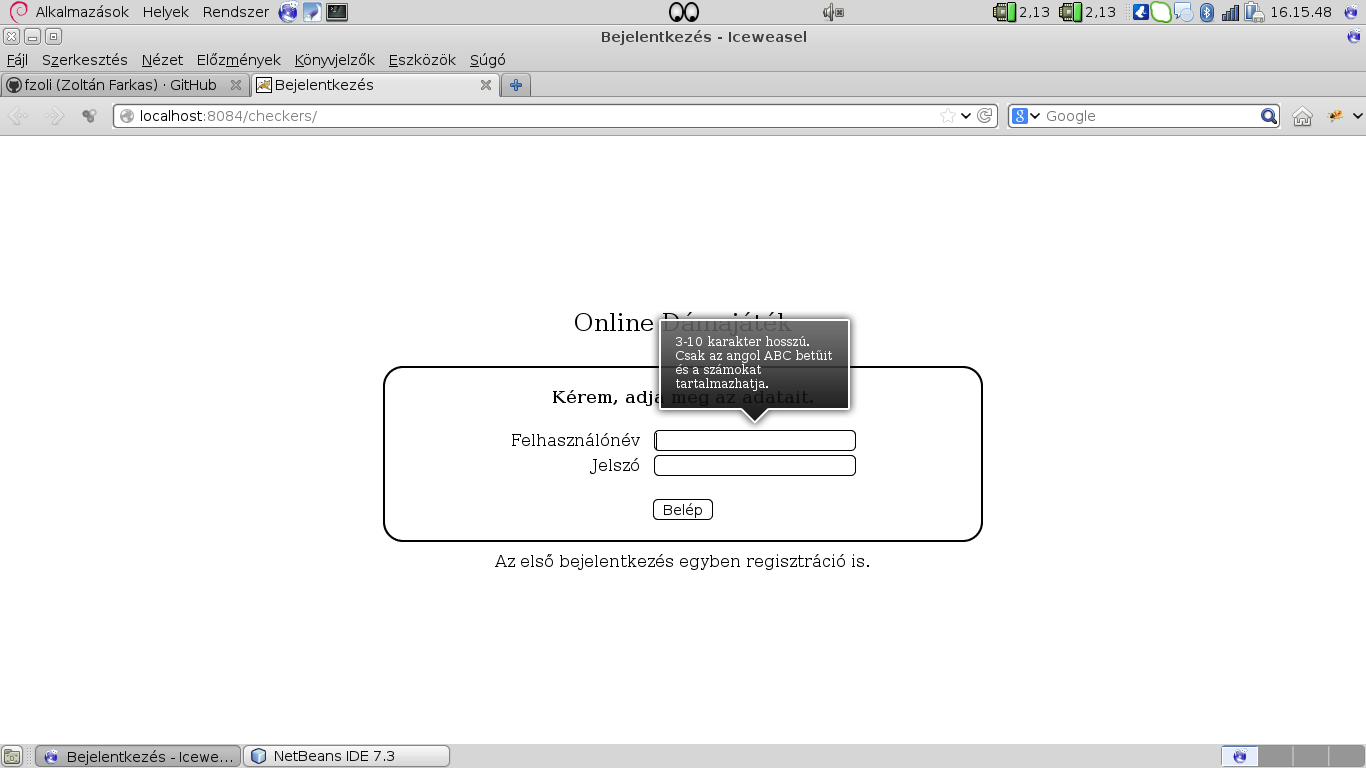 Alkalmazások Helyek Rendszer 2,13 2,13 16.15.48
Bejelentkezés - Iceweasel
Fájl Szerkesztés Nézet Előzmények Könyvjelzők Eszközök Súgó
fzoli (Zoltán Farkas) · GitHub Bejelentkezés
localhost:8084/checkers/ Google
Online Dámajáték
3-10 karakter hosszú.
Csak az angol ABC betűit
és a számokat
tartalmazhatja.
Kérem, adja meg az adatait.
Felhasználónév
Jelszó
Belép
Az első bejelentkezés egyben regisztráció is.
Bejelentkezés - Icewe... NetBeans IDE 7.3